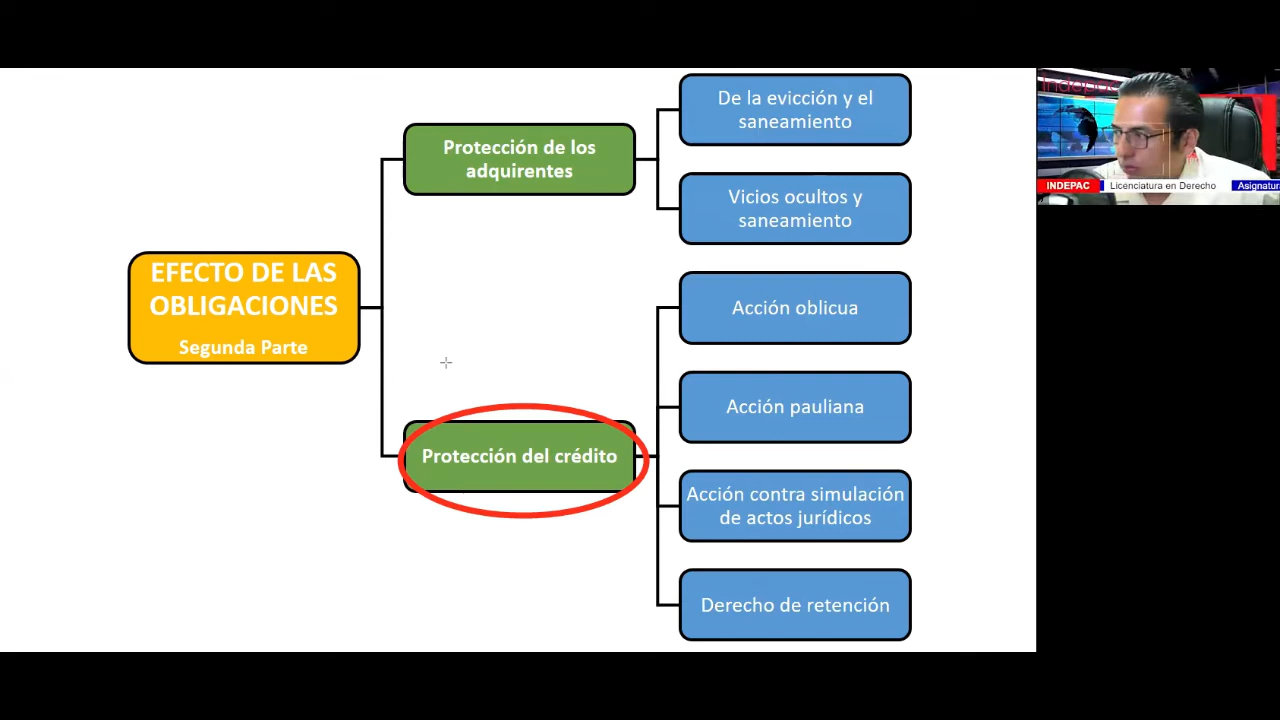 De la evicción y el
saneamiento
Protección de los
adquirentes
Vicios ocultos y
saneamiento
EFECTO DE LAS
OBLIGACIONES
Segunda Parte
Acción oblicua
Acción pauliana
Protección del crédito
Acción contra simulación
de actos jurídicos
Derecho de retención
Indepac
INDEPAC
Licenciatura en Derecho
Asignatura